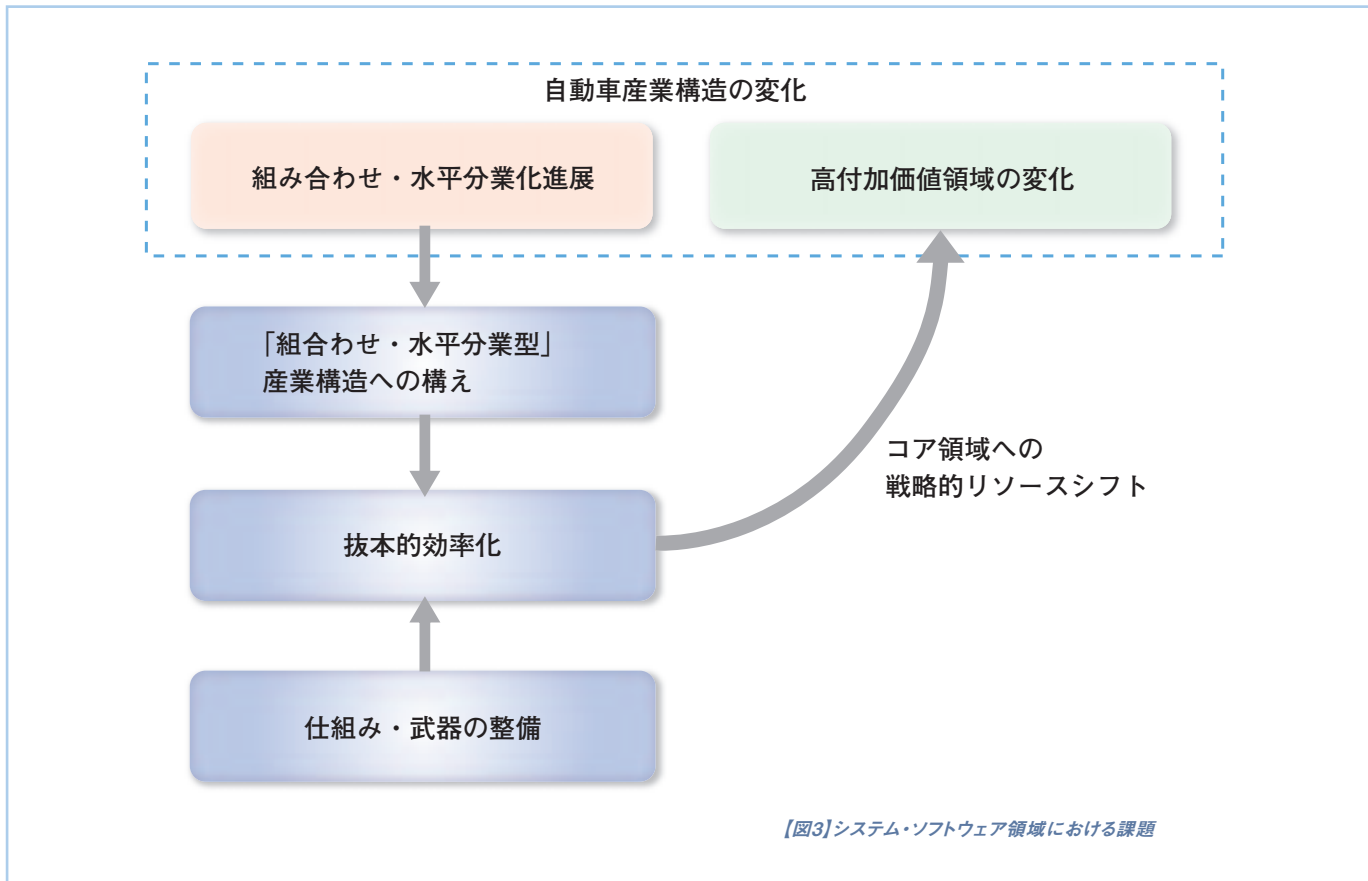 自動車産業構造の変化
組み合わせ・水平分業化進展
高付加価値領域の変化
「組合わせ・水平分業型」
産業構造への構え
コア領域への
戦略的リソースシフト
抜本的効率化
仕組み・武器の整備
【図3】システム・ソフトウェア領域における課題